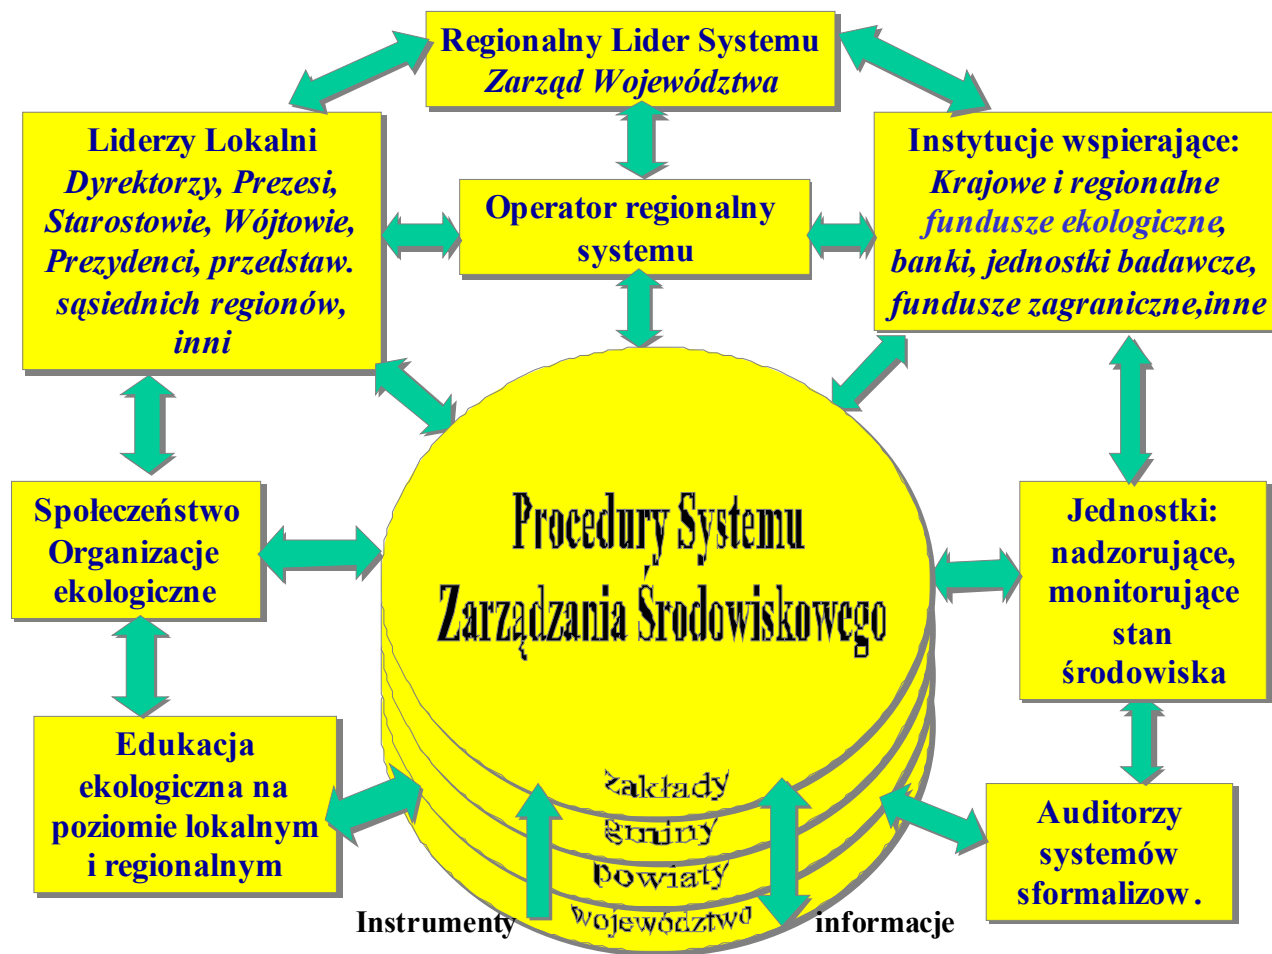 Regionalny Lider Systemu
Zarząd Województwa
Liderzy Lokalni
Dyrektorzy, Prezesi,
Starostowie, Wójtowie,
Prezydenci, przedstaw.
sąsiednich regionów,
inni
Operator regionalny
systemu
Instytucje wspierające:
Krajowe i regionalne
fundusze ekologiczne,
banki, jednostki badawcze,
fundusze zagraniczne,inne
Społeczeństwo
Organizacje
ekologiczne
Procedury Systemu
Zarządzania Środowiskowego
Jednostki:
nadzorujące,
monitorujące
stan
środowiska
Edukacja
ekologiczna na
poziomie lokalnym
i regionalnym
zakłady
gminy
powiaty
województwo
Instrumenty
informacje
Auditorzy
systemów
sformalizow.